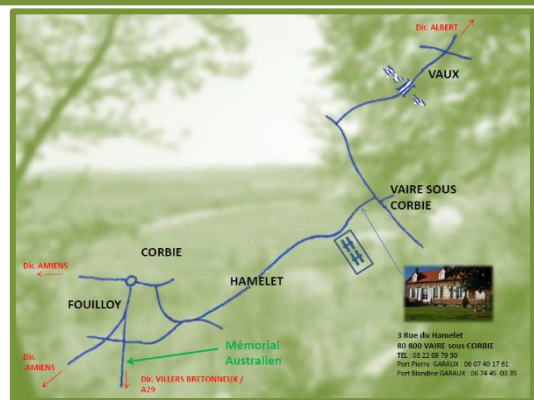 Dir. ALBERT
VAUX
VAIRE SOUS
CORBIE
CORBIE
Dir. AMIENS
HAMELET
FOUILLOY
3 Rue du Hamelet
80 800 VAIRE sous CORBIE
TEL : 03 22 09 79 30
Port Pierre GARAUX : 06 07 40 17 61
Port Blandine GARAUX : 06 74 45 03 35
Mémorial
Australien
Dir.
AMIENS
Dir. VILLERS BRETONNEUX /
A29